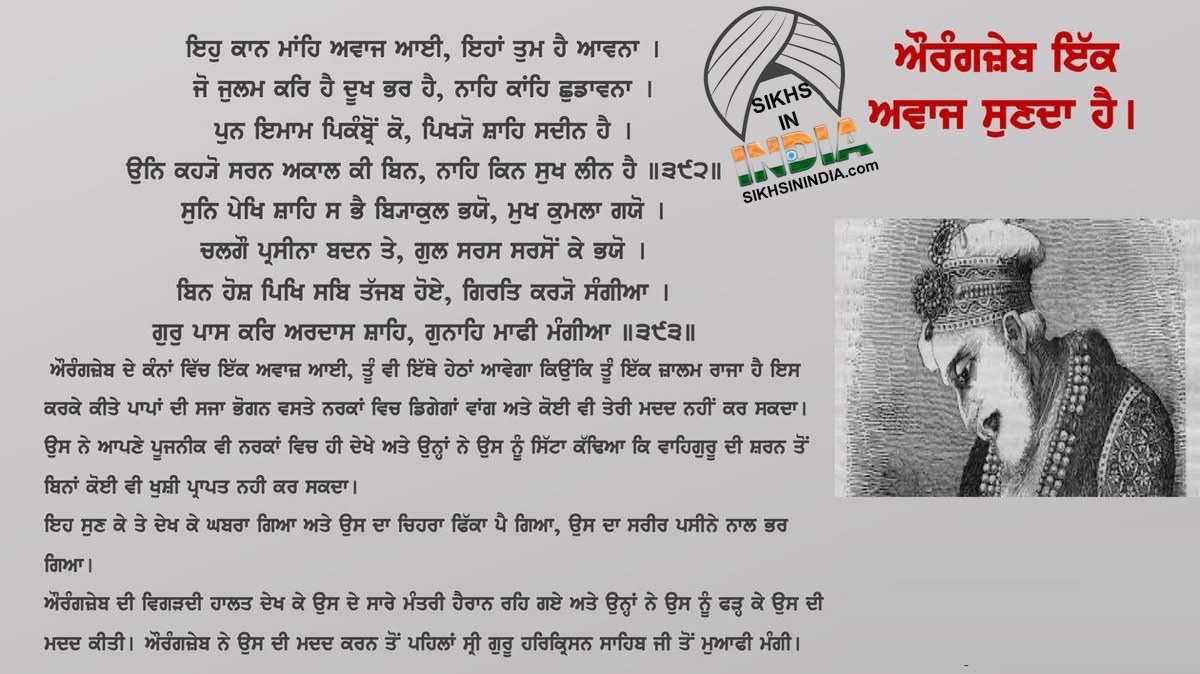 ਇਹੁ ਕਾਨ ਮਾਂਹਿ ਅਵਾਜ ਆਈ, ਇਹਾਂ ਤੁਮ ਹੈ ਆਵਨਾ ।
ਜੋ ਜੁਲਮ ਕਰਿ ਹੈ ਦੂਖ ਭਰ ਹੈ, ਨਾਹਿ ਕਾਂਹਿ ਛੁਡਾਵਨਾ ।
ਪੁਨ ਇਮਾਮ ਪਿਕੰਬ੍ਰੋਂ ਕੋ, ਪਿਖ੍ਯੋ ਸ਼ਾਹਿ ਸਦੀਨ ਹੈ ।
ਉਨਿ ਕਹ੍ਯੋ ਸਰਨ ਅਕਾਲ ਕੀ ਬਿਨ, ਨਾਹਿ ਕਿਨ ਸੁਖ ਲੀਨ ਹੈ ॥੩੯੨॥
ਸੁਨਿ ਪੇਖਿ ਸ਼ਾਹਿ ਸ ਭੈ ਬ੍ਯਾਕੁਲ ਭਯੋ, ਮੁਖ ਕੁਮਲਾ ਗਯੋ ।
ਚਲਗੌ ਪ੍ਰਸੀਨਾ ਬਦਨ ਤੇ, ਗੁਲ ਸਰਸ ਸਰਸੋਂ ਕੇ ਭਯੋ ।
ਬਿਨ ਹੋਸ਼ ਪਿਖਿ ਸਬਿ ਤੱਜਬ ਹੋਏ, ਗਿਰਤਿ ਕਰ੍ਯੋ ਸੰਗੀਆ ।
ਗੁਰੁ ਪਾਸ ਕਰਿ ਅਰਦਾਸ ਸ਼ਾਹਿ, ਗੁਨਾਹਿ ਮਾਫੀ ਮੰਗੀਆ ॥੩੯੩॥
ਔਰੰਗਜ਼ੇਬ ਦੇ ਕੰਨਾਂ ਵਿੱਚ ਇੱਕ ਅਵਾਜ਼ ਆਈ, ਤੂੰ ਵੀ ਇੱਥੇ ਹੇਠਾਂ ਆਵੇਗਾ ਕਿਉਂਕਿ ਤੂੰ ਇੱਕ ਜ਼ਾਲਮ ਰਾਜਾ ਹੈ ਇਸ
ਕਰਕੇ ਕੀਤੇ ਪਾਪਾਂ ਦੀ ਸਜਾ ਭੋਗਨ ਵਸਤੇ ਨਰਕਾਂ ਵਿਚ ਡਿਗੇਗਾਂ ਵਾਂਗ ਅਤੇ ਕੋਈ ਵੀ ਤੇਰੀ ਮਦਦ ਨਹੀਂ ਕਰ ਸਕਦਾ।
ਉਸ ਨੇ ਆਪਣੇ ਪੂਜਨੀਕ ਵੀ ਨਰਕਾਂ ਵਿਚ ਹੀ ਦੇਖੇ ਅਤੇ ਉਨ੍ਹਾਂ ਨੇ ਉਸ ਨੂੰ ਸਿੱਟਾ ਕੱਢਿਆ ਕਿ ਵਾਹਿਗੁਰੂ ਦੀ ਸ਼ਰਨ ਤੋਂ
ਬਿਨਾਂ ਕੋਈ ਵੀ ਖੁਸ਼ੀ ਪ੍ਰਾਪਤ ਨਹੀ ਕਰ ਸਕਦਾ।
ਇਹ ਸੁਣ ਕੇ ਤੇ ਦੇਖ ਕੇ ਘਬਰਾ ਗਿਆ ਅਤੇ ਉਸ ਦਾ ਚਿਹਰਾ ਫਿੱਕਾ ਪੈ ਗਿਆ, ਉਸ ਦਾ ਸਰੀਰ ਪਸੀਨੇ ਨਾਲ ਭਰ
ਗਿਆ।
ਔਰੰਗਜ਼ੇਬ ਦੀ ਵਿਗੜਦੀ ਹਾਲਤ ਦੇਖ ਕੇ ਉਸ ਦੇ ਸਾਰੇ ਮੰਤਰੀ ਹੈਰਾਨ ਰਹਿ ਗਏ ਅਤੇ ਉਨ੍ਹਾਂ ਨੇ ਉਸ ਨੂੰ ਫੜ੍ਹ ਕੇ ਉਸ ਦੀ
ਮਦਦ ਕੀਤੀ। ਔਰੰਗਜ਼ੇਬ ਨੇ ਉਸ ਦੀ ਮਦਦ ਕਰਨ ਤੋਂ ਪਹਿਲਾਂ ਸ੍ਰੀ ਗੁਰੂ ਹਰਿਕ੍ਰਿਸਨ ਸਾਹਿਬ ਜੀ ਤੋਂ ਮੁਆਫੀ ਮੰਗੀ।
SIKHS
IN
INDIA
SIKHSININDIA.com
ਔਰੰਗਜ਼ੇਬ ਇੱਕ
ਅਵਾਜ ਸੁਣਦਾ ਹੈ।